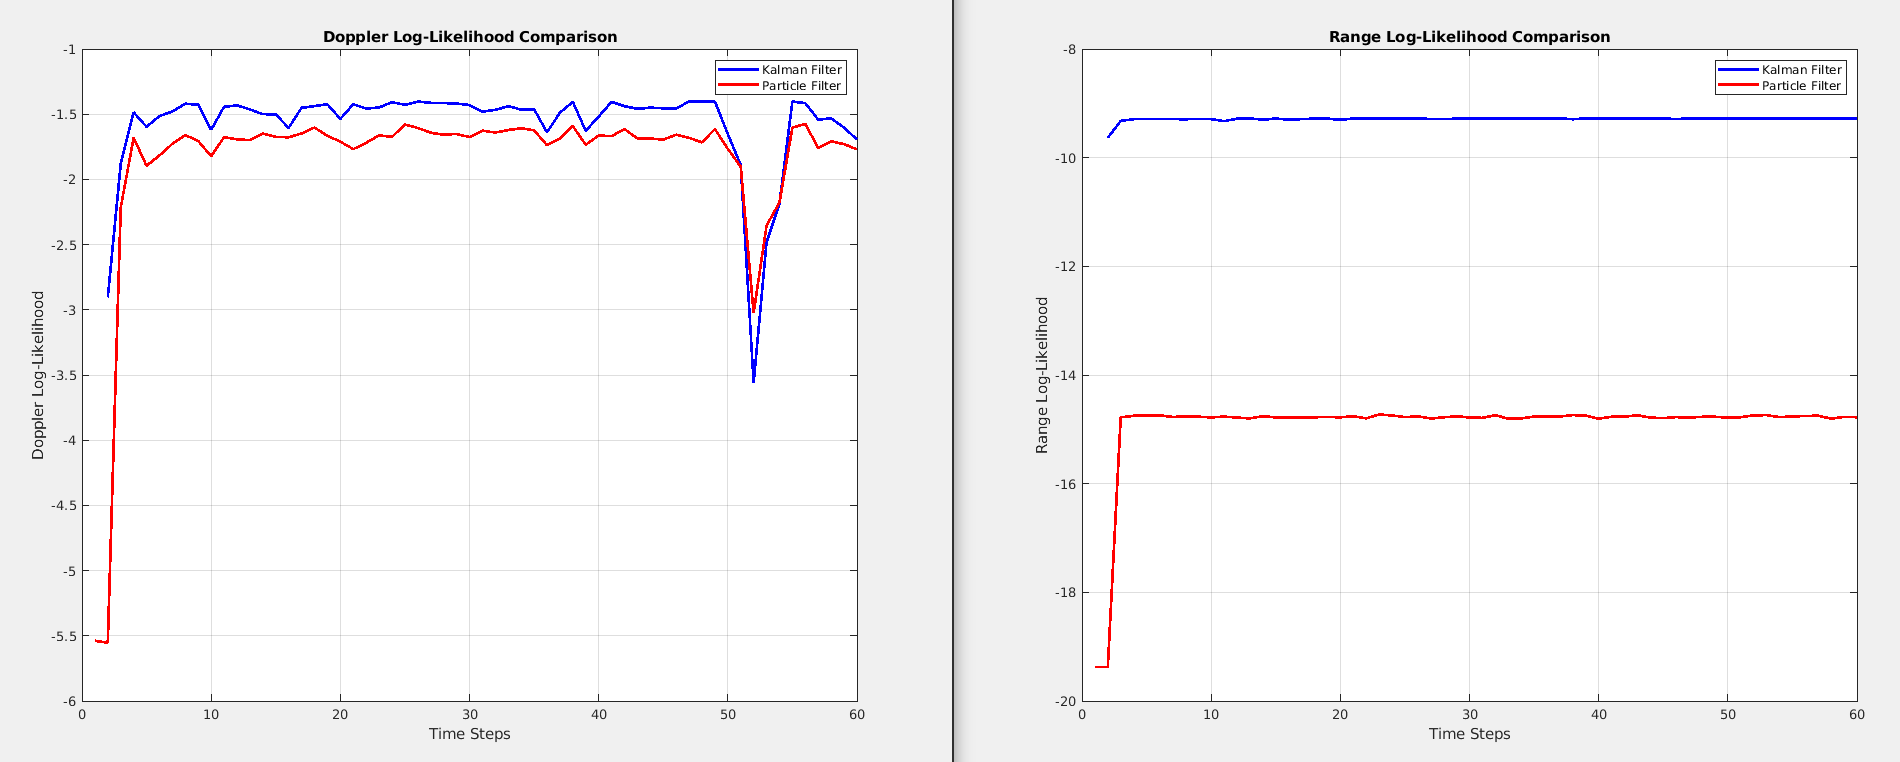 Doppler Log-Likelihood Comparison
Kalman Filter
Particle Filter
-1
-1.5
-2
-2.5
-3
-3.5
-4
-4.5
-5
-5.5
-6
Doppler Log-Likelihood
0 10 20 30 40 50 60
Time Steps
Range Log-Likelihood Comparison
Kalman Filter
Particle Filter
-8
-10
-12
-14
-16
-18
-20
Range Log-Likelihood
0 10 20 30 40 50 60
Time Steps